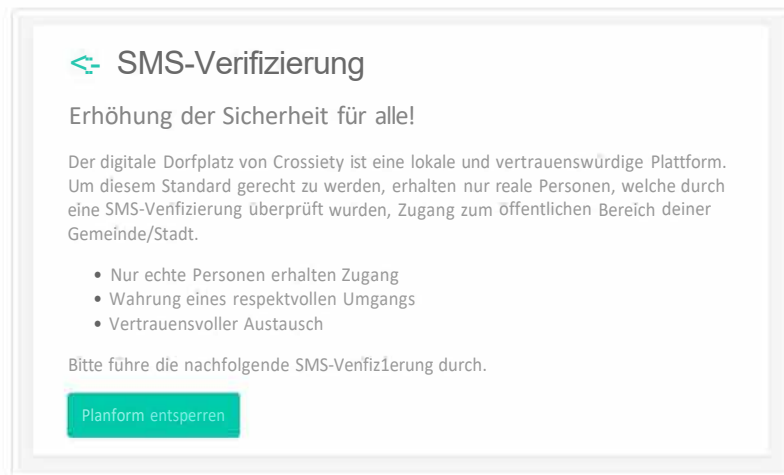 SMS-Verifizierung
Erhöhung der Sicherheit für alle!
Der digitale Dorfplatz von Crossiety ist eine lokale und vertrauenswürdige Plattform.
Um diesem Standard gerecht zu werden, erhalten nur reale Personen, welche durch
eine SMS-Venfizierung überprüft wurden, Zugang zum öffentlichen Bereich deiner
Gemeinde/Stadt.
• Nur echte Personen erhalten Zugang
• Wahrung eines respektvollen Umgangs
• Vertrauensvoller Austausch
Bitte führe die nachfolgende SMS-Venfiz1erung durch.
Planform entsperren